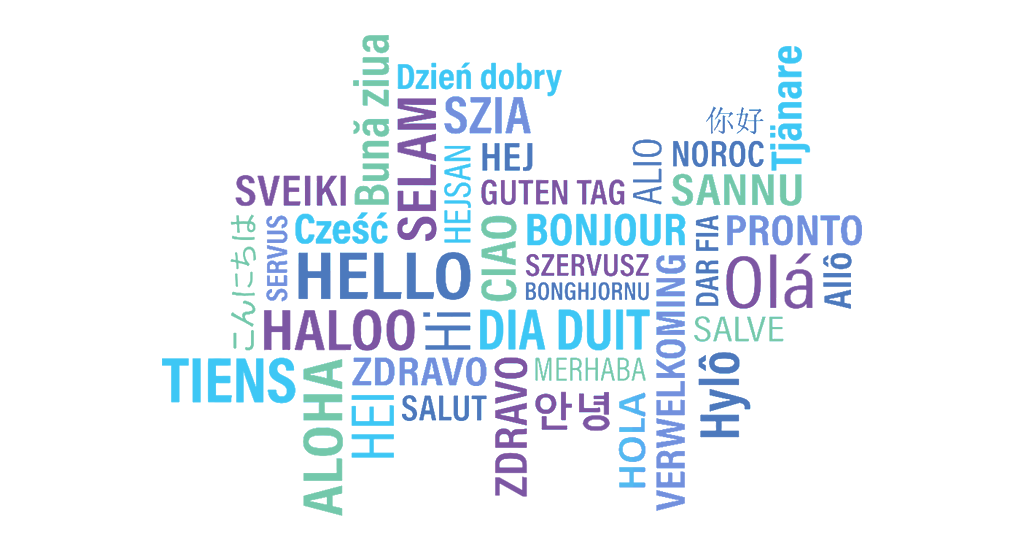 Bună ziua
Dzień dobry
Tjänare
SELAM
SZIA
你好
HEJ
ALIO
NOROC
HEJSAN
SVEIKI
GUTEN TAG
SANNU
こんにちは
SERVUS
Cześć
CIAO
BONJOUR
DAR FIA
PRONTO
HELLO
SZERVUSZ
Olá
Allô
BONGHJORNU
VERWELKOMING
HALOO
Hi
DIA DUIT
SALVE
TIENS
ALOHA
ZDRAVO
ZDRAVO
MERHABA
Hylô
HEI
SALUT
안녕
HOLA